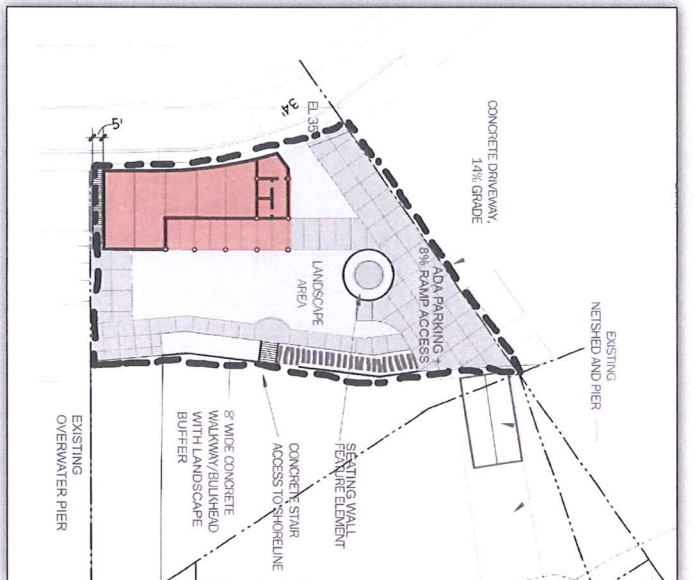 CONCRETE DRIVEWAY,
14% GRADE
EL 35
34'
5'
ADA PARKING +
8% RAMP ACCESS
EXISTING
NETSHED AND PIER
LANDSCAPE
AREA
SEATING WALL
FEATURE ELEMENT
CONCRETE STAIR
ACCESS TO SHORELINE
8' WIDE CONCRETE
WALKWAY/BULKHEAD
WITH LANDSCAPE
BUFFER
EXISTING
OVERWATER PIER